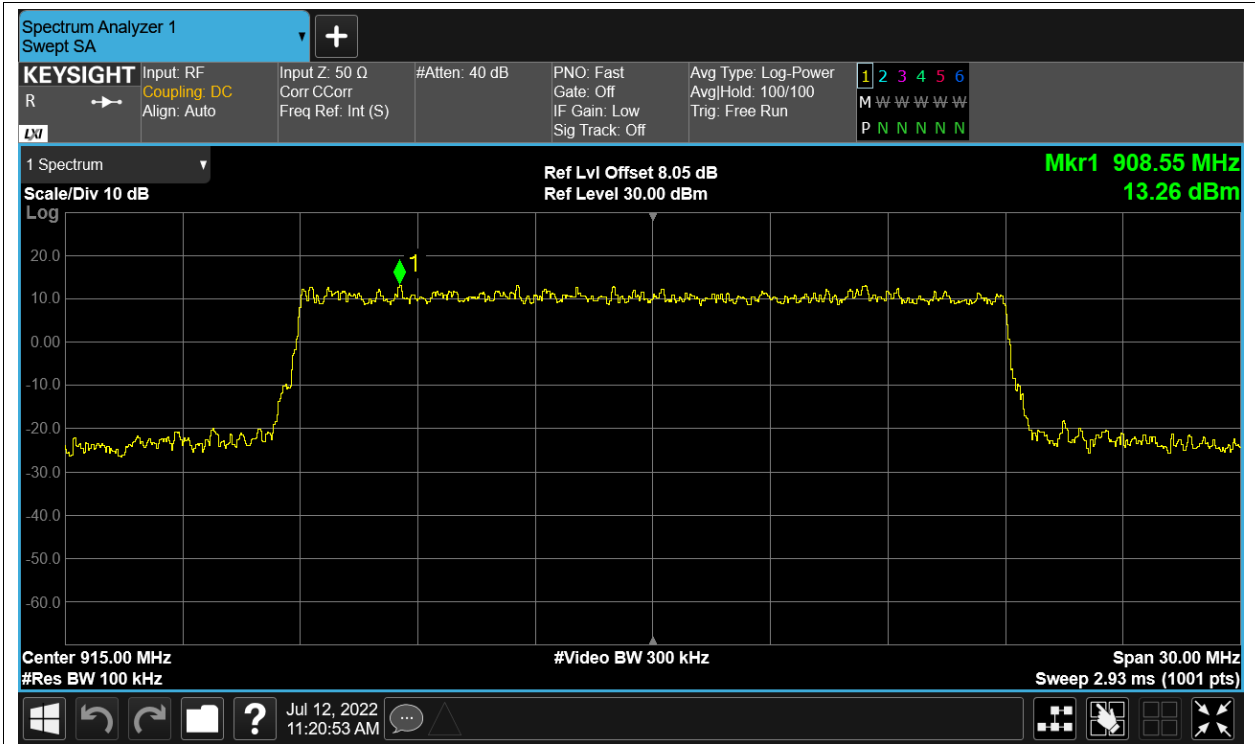 Spectrum Analyzer 1
Swept SA
+
KEYSIGHT
R
LXI
Input: RF
Coupling: DC
Align: Auto
Input Z: 50 Ω
Corr CCorr
Freq Ref: Int (S)
#Atten: 40 dB
PNO: Fast
Gate: Off
IF Gain: Low
Sig Track: Off
Avg Type: Log-Power
Avg|Hold: 100/100
Trig: Free Run
1 2 3 4 5 6
M W W W W W
P N N N N N
1 Spectrum
Scale/Div 10 dB
Log
Ref Lvl Offset 8.05 dB
Ref Level 30.00 dBm
Mkr1 908.55 MHz
13.26 dBm
1
20.0
10.0
0.00
-10.0
-20.0
-30.0
-40.0
-50.0
-60.0
Center 915.00 MHz
#Res BW 100 kHz
#Video BW 300 kHz
Span 30.00 MHz
Sweep 2.93 ms (1001 pts)
?
Jul 12, 2022
11:20:53 AM